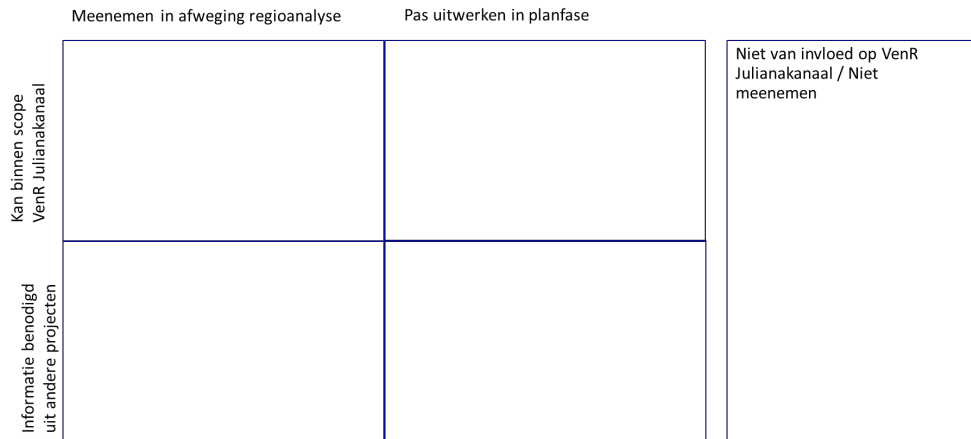 Meenemen in afweging regioanalyse
Pas uitwerken in planfase
Niet van invloed op VenR
Julianakanaal / Niet
meenemen
Kan binnen scope
VenR Julianakanaal
Informatie benodigd
uit andere projecten